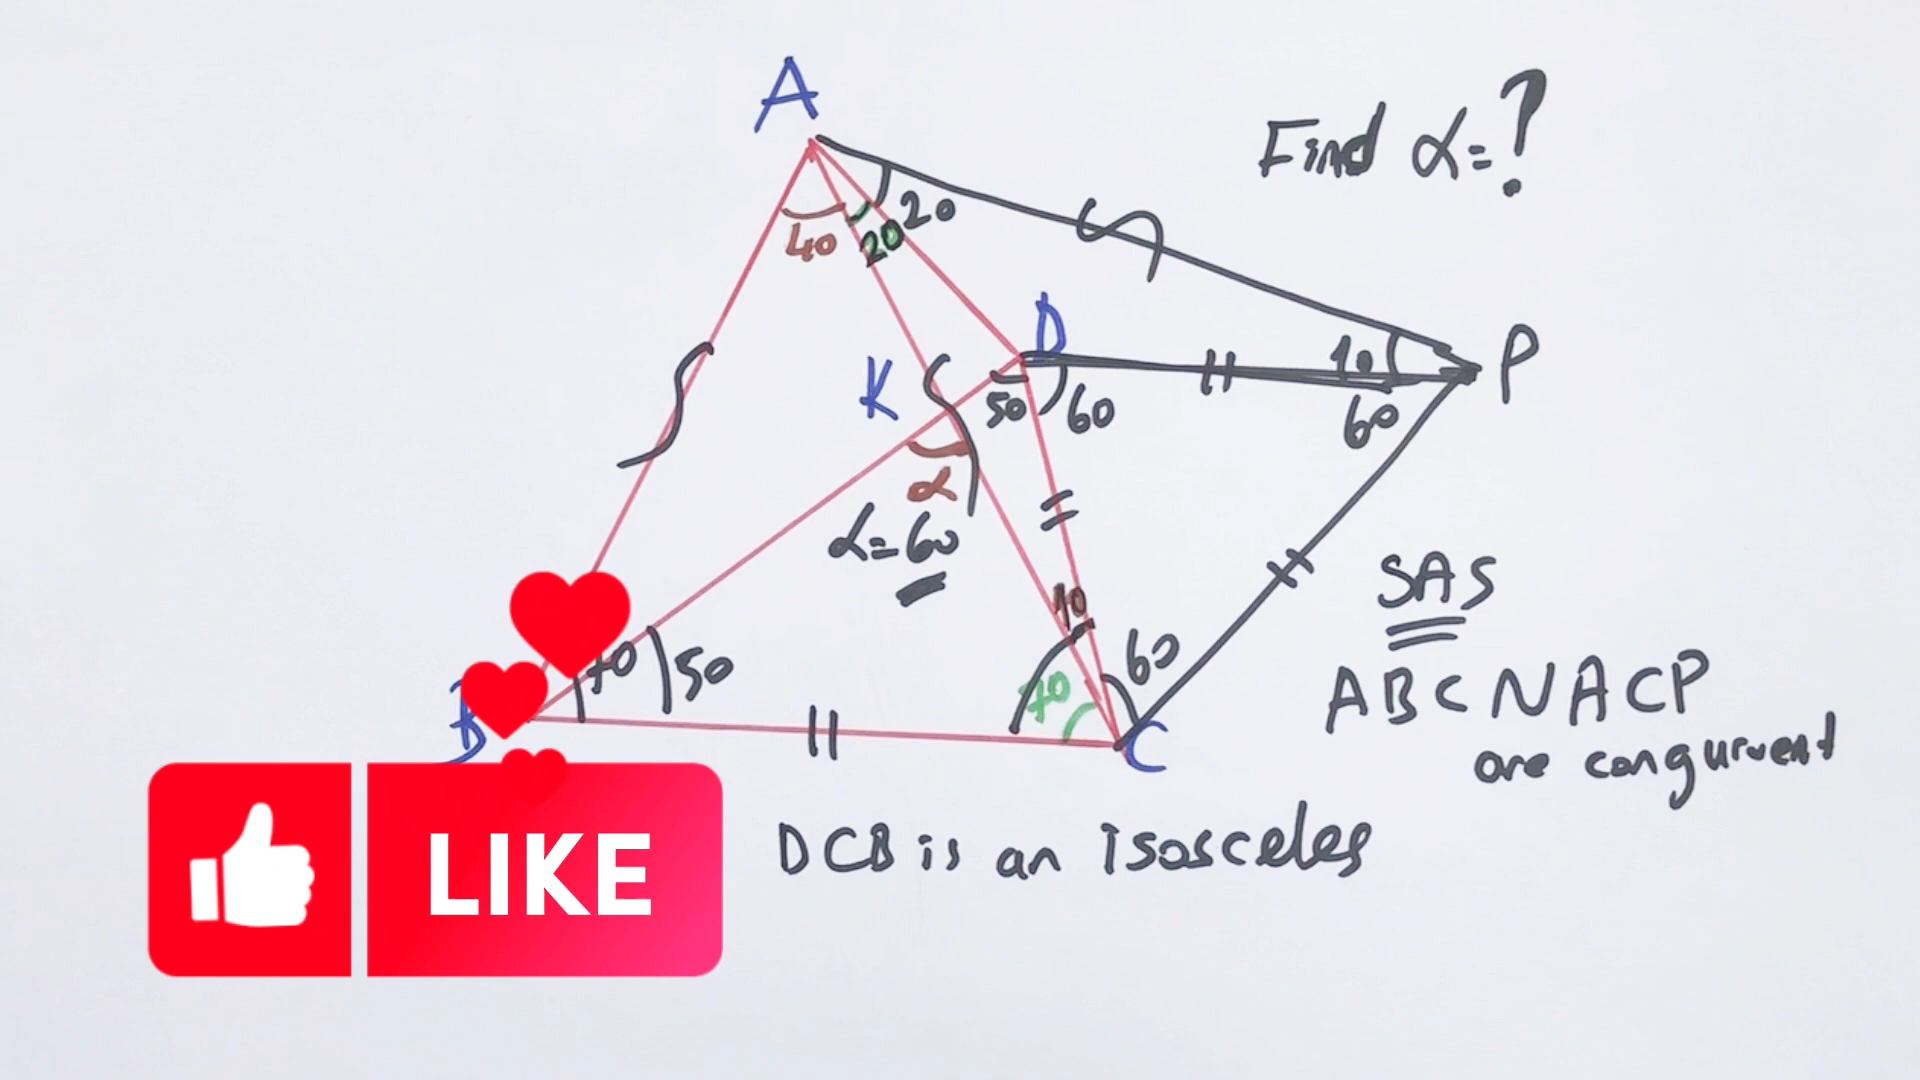 A
Find α=?
20
40
20
D
P
10
K
50
60
60
α
α=60
10
SAS
70
50
70
60
ABC N ACP
B
C
are congurvent
DCB is an isosceles
LIKE